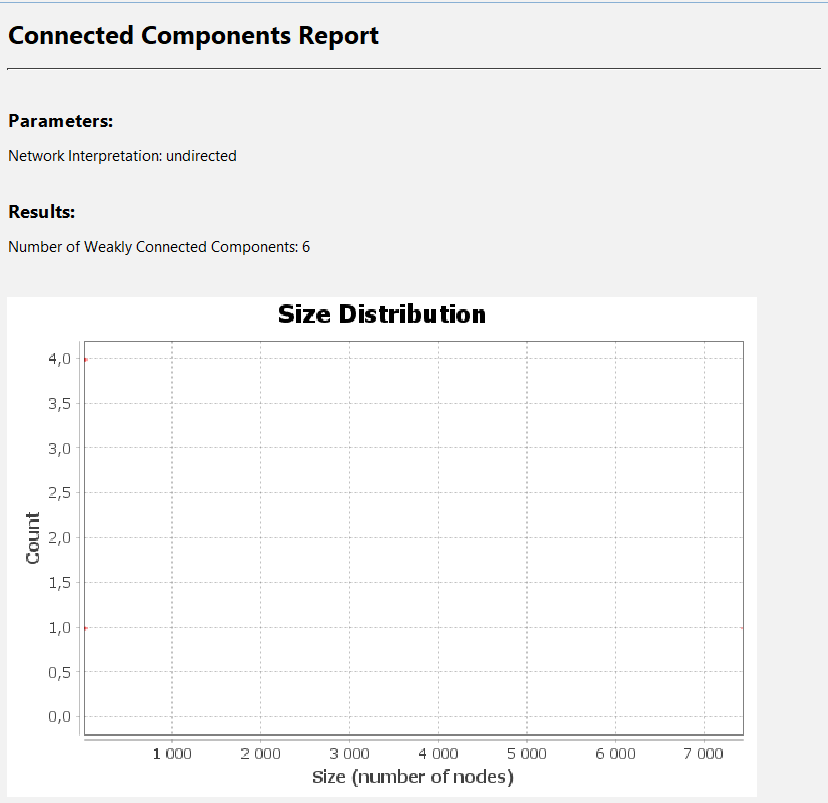 Connected Components Report
Parameters:
Network Interpretation: undirected
Results:
Number of Weakly Connected Components: 6
Size Distribution
4,0
3,5
3,0
2,5
2,0
1,5
1,0
0,5
0,0
Count
1 000 2 000 3 000 4 000 5 000 6 000 7 000
Size (number of nodes)